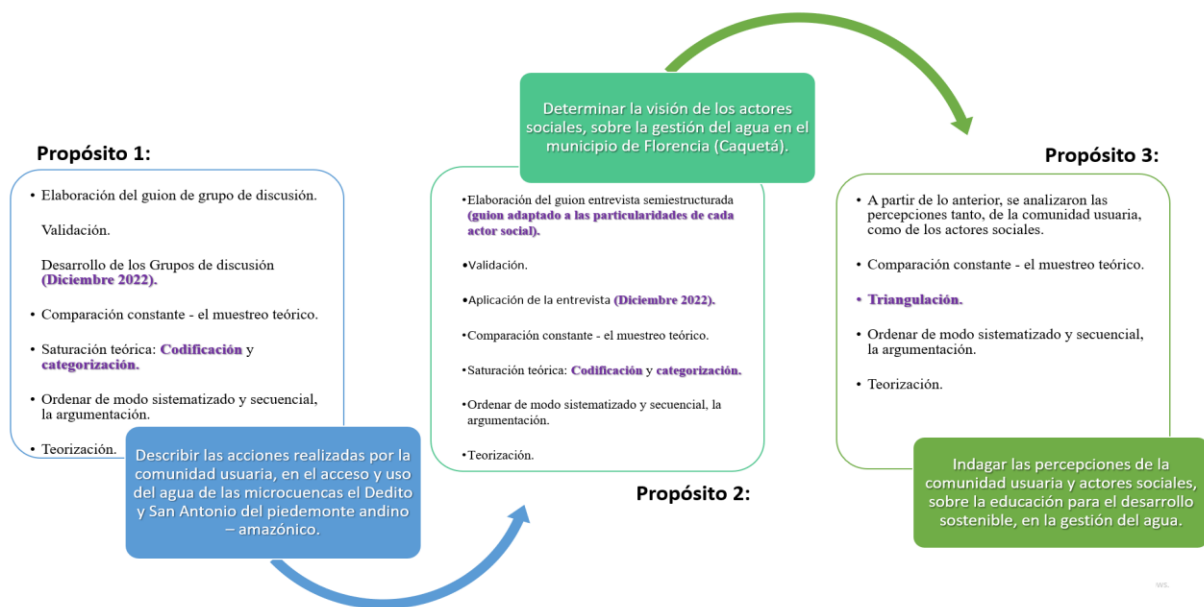 Propósito 1:
• Elaboración del guion de grupo de discusión.
Validación.
Desarrollo de los Grupos de discusión
(Diciembre 2022).
• Comparación constante - el muestreo teórico.
• Saturación teórica: Codificación y
categorización.
• Ordenar de modo sistematizado y secuencial,
la argumentación.
• Teorización.
Describir las acciones realizadas por la
comunidad usuaria, en el acceso y uso
del agua de las microcuencas el Dedito
y San Antonio del piedemonte andino
– amazónico.
Determinar la visión de los actores
sociales, sobre la gestión del agua en el
municipio de Florencia (Caquetá).
•Elaboración del guion entrevista semiestructurada
(guion adaptado a las particularidades de cada
actor social).
•Validación.
•Aplicación de la entrevista (Diciembre 2022).
•Comparación constante - el muestreo teórico.
•Saturación teórica: Codificación y categorización.
•Ordenar de modo sistematizado y secuencial, la
argumentación.
•Teorización.
Propósito 2:
Propósito 3:
• A partir de lo anterior, se analizaron las
percepciones tanto, de la comunidad usuaria,
como de los actores sociales.
• Comparación constante - el muestreo teórico.
• Triangulación.
• Ordenar de modo sistematizado y secuencial,
la argumentación.
• Teorización.
Indagar las percepciones de la
comunidad usuaria y actores sociales,
sobre la educación para el desarrollo
sostenible, en la gestión del agua.